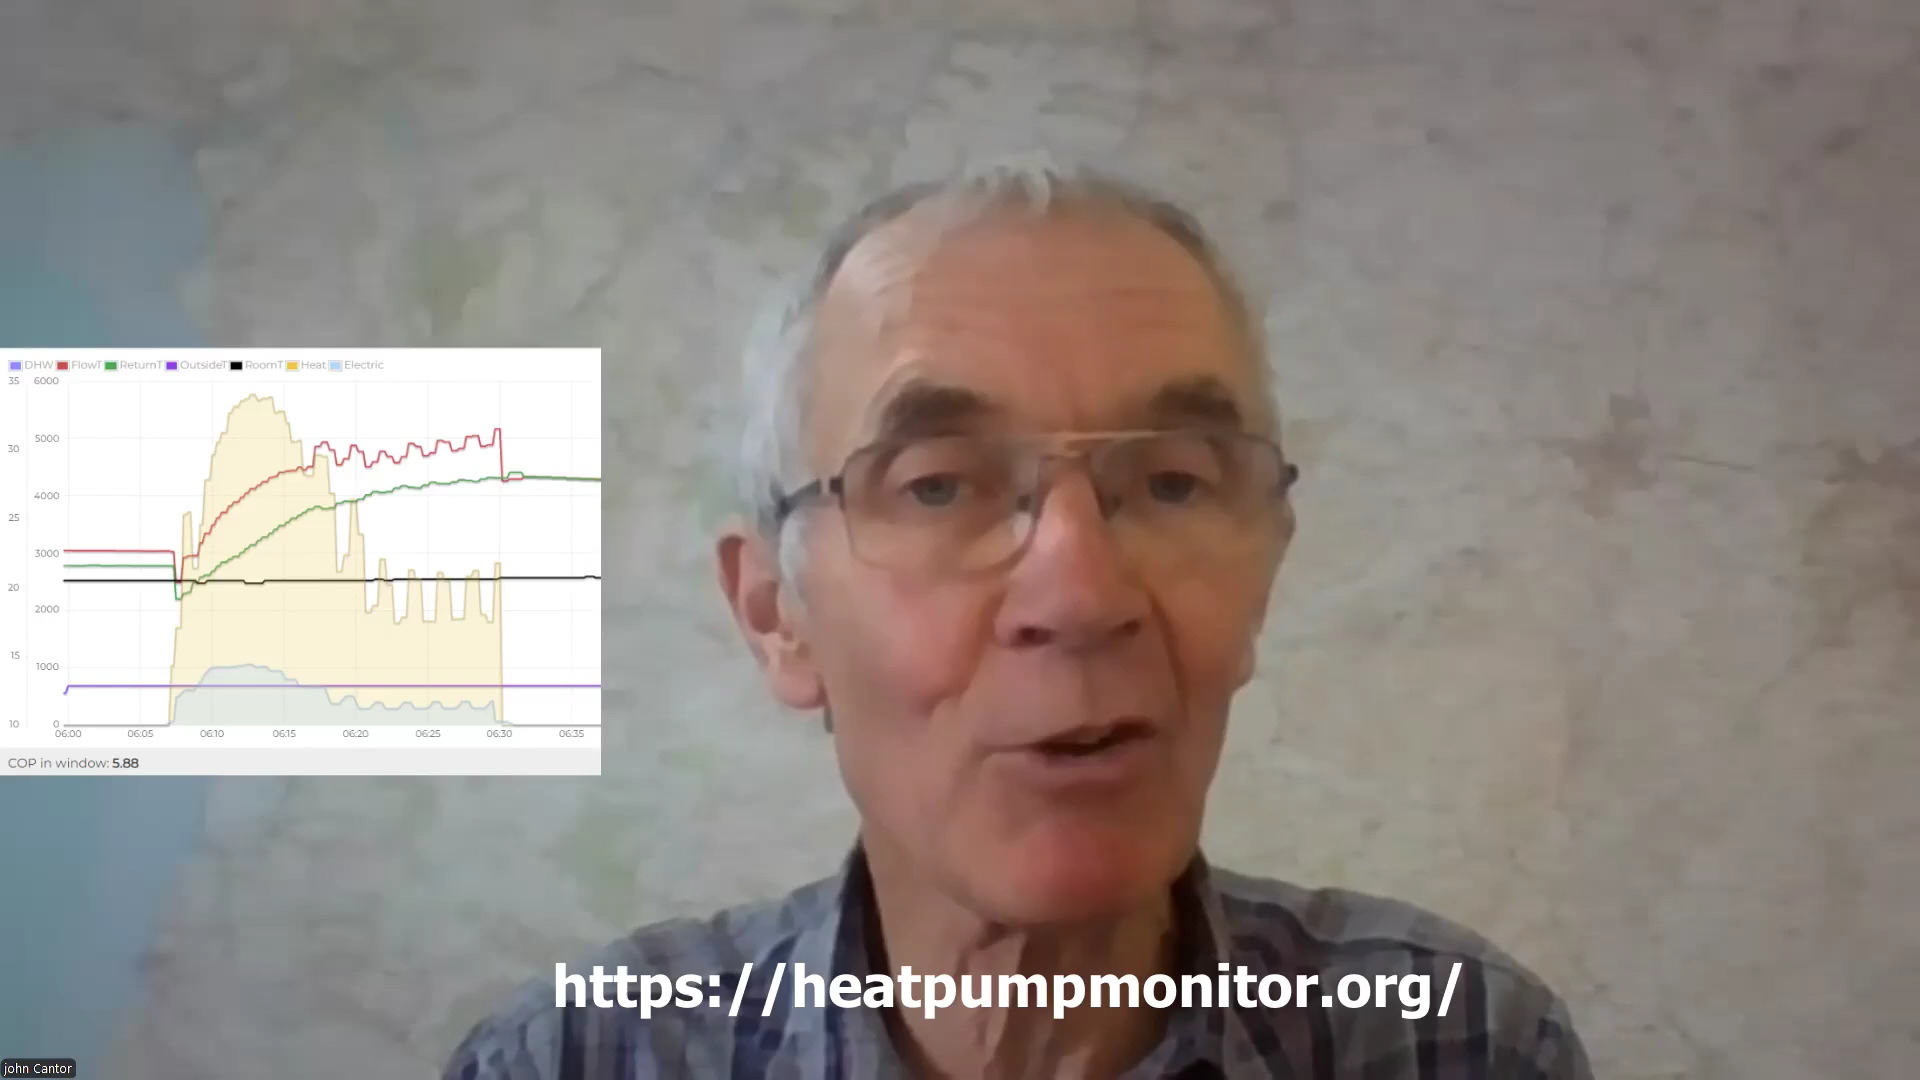 DHW FlowT ReturnT OutsideT RoomT Heat Electric
35 6000
5000
30
4000
25
3000
20
2000
15
1000
10 0
06:00 06:05 06:10 06:15 06:20 06:25 06:30 06:35
COP in window: 5.88
https://heatpumpmonitor.org/
john Cantor